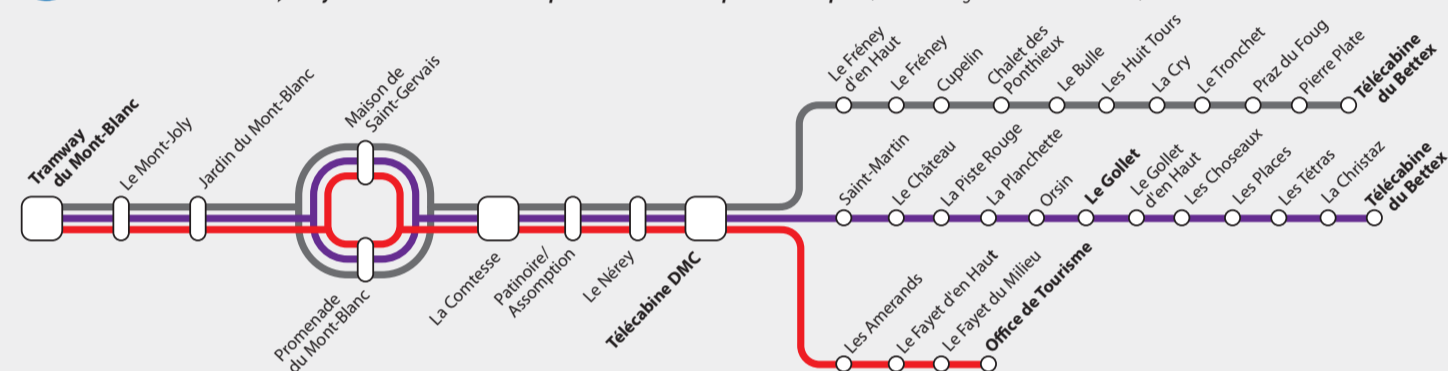 Tramway
du Mont-Blanc
Le Mont-Joly
Jardin du Mont-Blanc
Maison de
Saint-Gervais
Promenade
du Mont-Blanc
La Comtesse
Patinoire/
Assomption
Le Nérey
Télécabine DMC
Le Fréney
d'en Haut
Le Fréney
Cupelin
Chalet des
Ponthieux
Le Bulle
Les Huit Tours
La Cry
Le Tronchet
Praz du Foug
Pierre Plate
Télécabine
du Bettex
Saint-Martin
Le Château
La Piste Rouge
La Planchette
Orsin
Le Gollet
Le Gollet
d'en Haut
Les Choseaux
Les Places
Les Tétras
La Christaz
Télécabine
du Bettex
Les Amerands
Le Fayet d'en Haut
Le Fayet du Milieu
Office de Tourisme